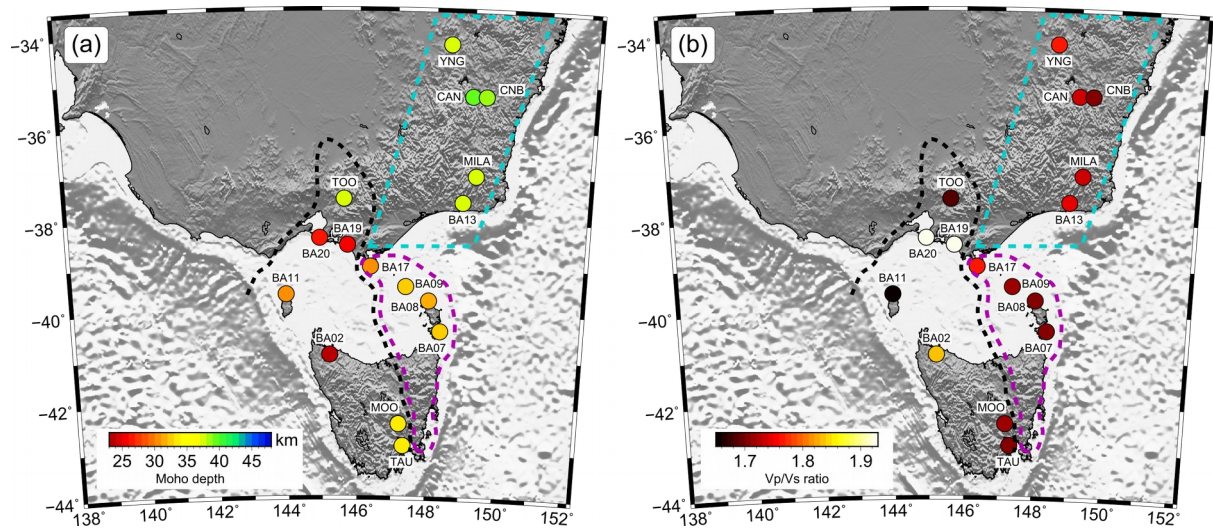 (a)
−34˚
−36˚
−38˚
−40˚
−42˚
−44˚
YNG
CAN
CNB
MILA
BA13
TOO
BA19
BA20
BA17
BA11
BA09
BA08
BA07
BA02
MOO
TAU
25 30 35 40 45 km
Moho depth
138˚ 140˚ 142˚ 144˚ 146˚ 148˚ 150˚ 152˚
(b)
−34˚
−36˚
−38˚
−40˚
−42˚
−44˚
YNG
CAN
CNB
MILA
BA13
TOO
BA19
BA20
BA17
BA11
BA09
BA08
BA07
BA02
MOO
TAU
1.7 1.8 1.9
Vp/Vs ratio
138˚ 140˚ 142˚ 144˚ 146˚ 148˚ 150˚ 152˚